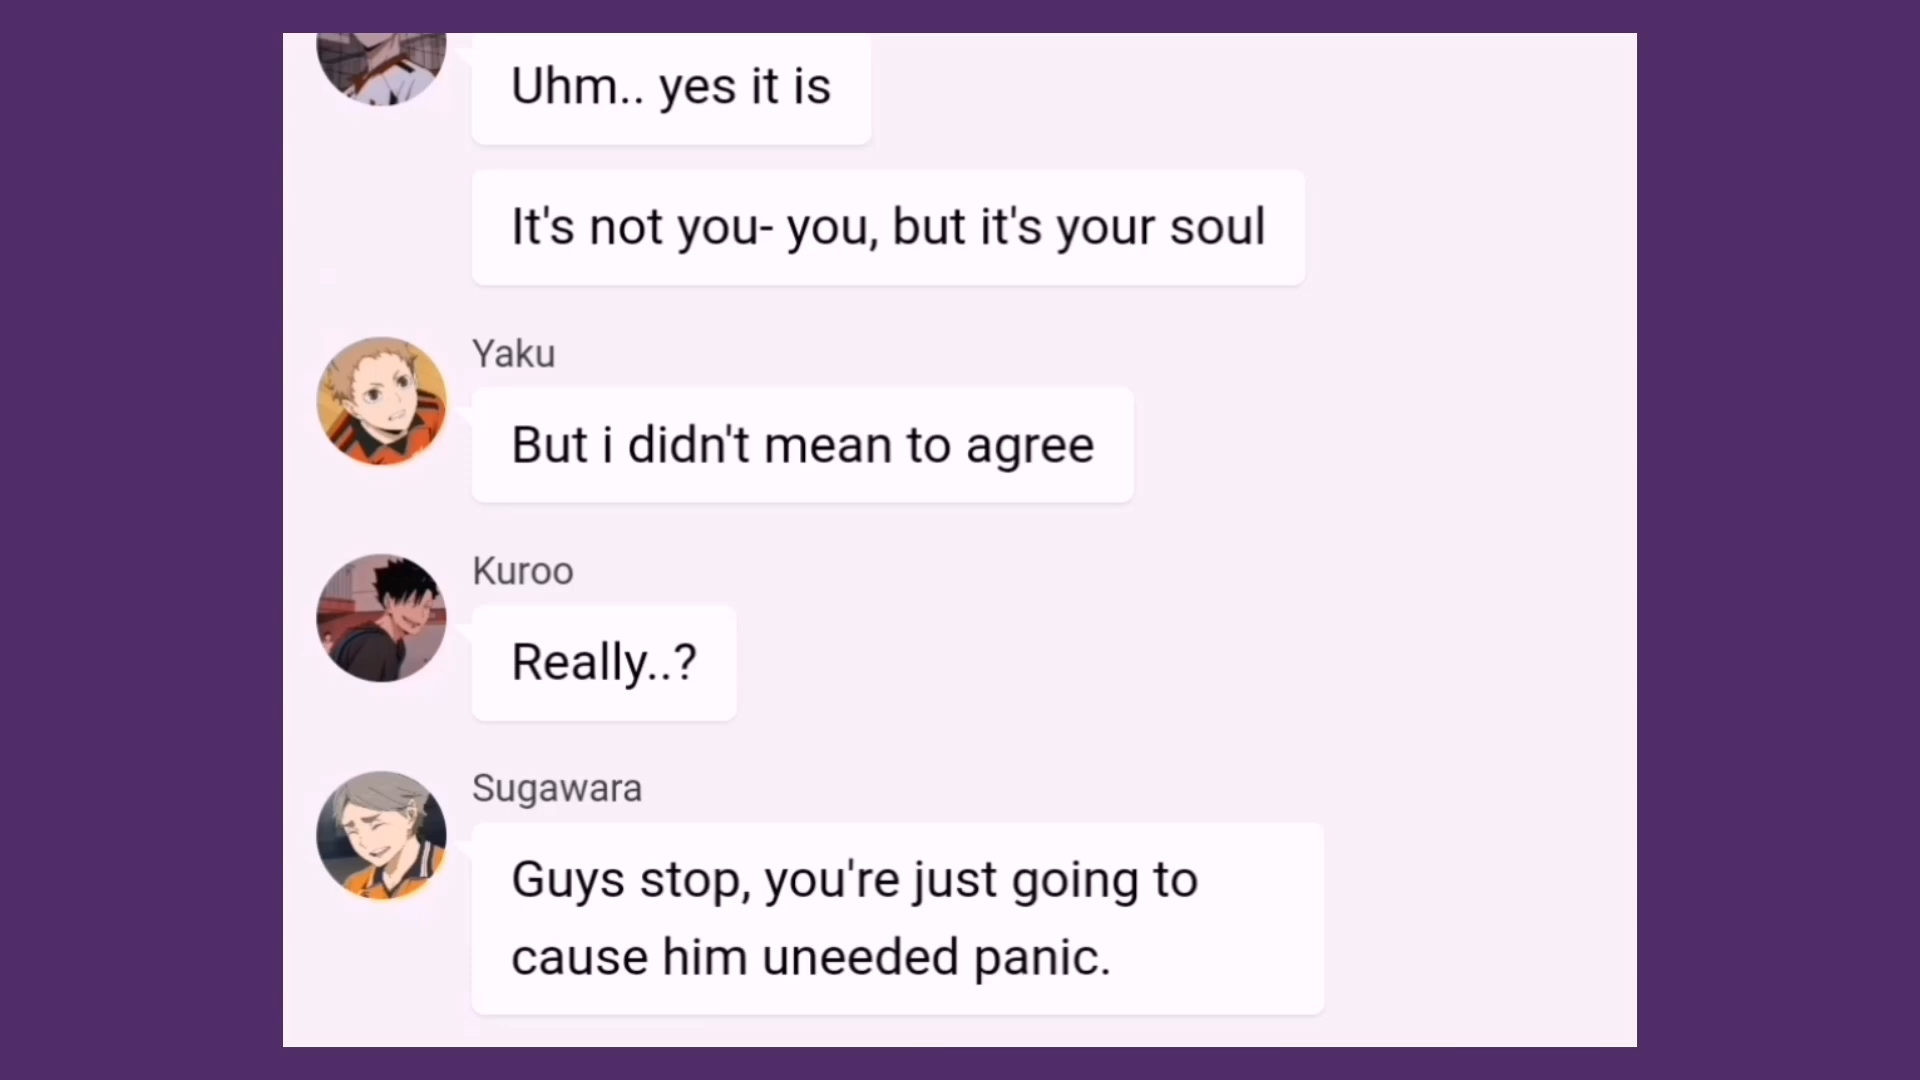 Uhm.. yes it is
It's not you- you, but it's your soul
Yaku
But i didn't mean to agree
Kuroo
Really..?
Sugawara
Guys stop, you're just going to
cause him uneeded panic.